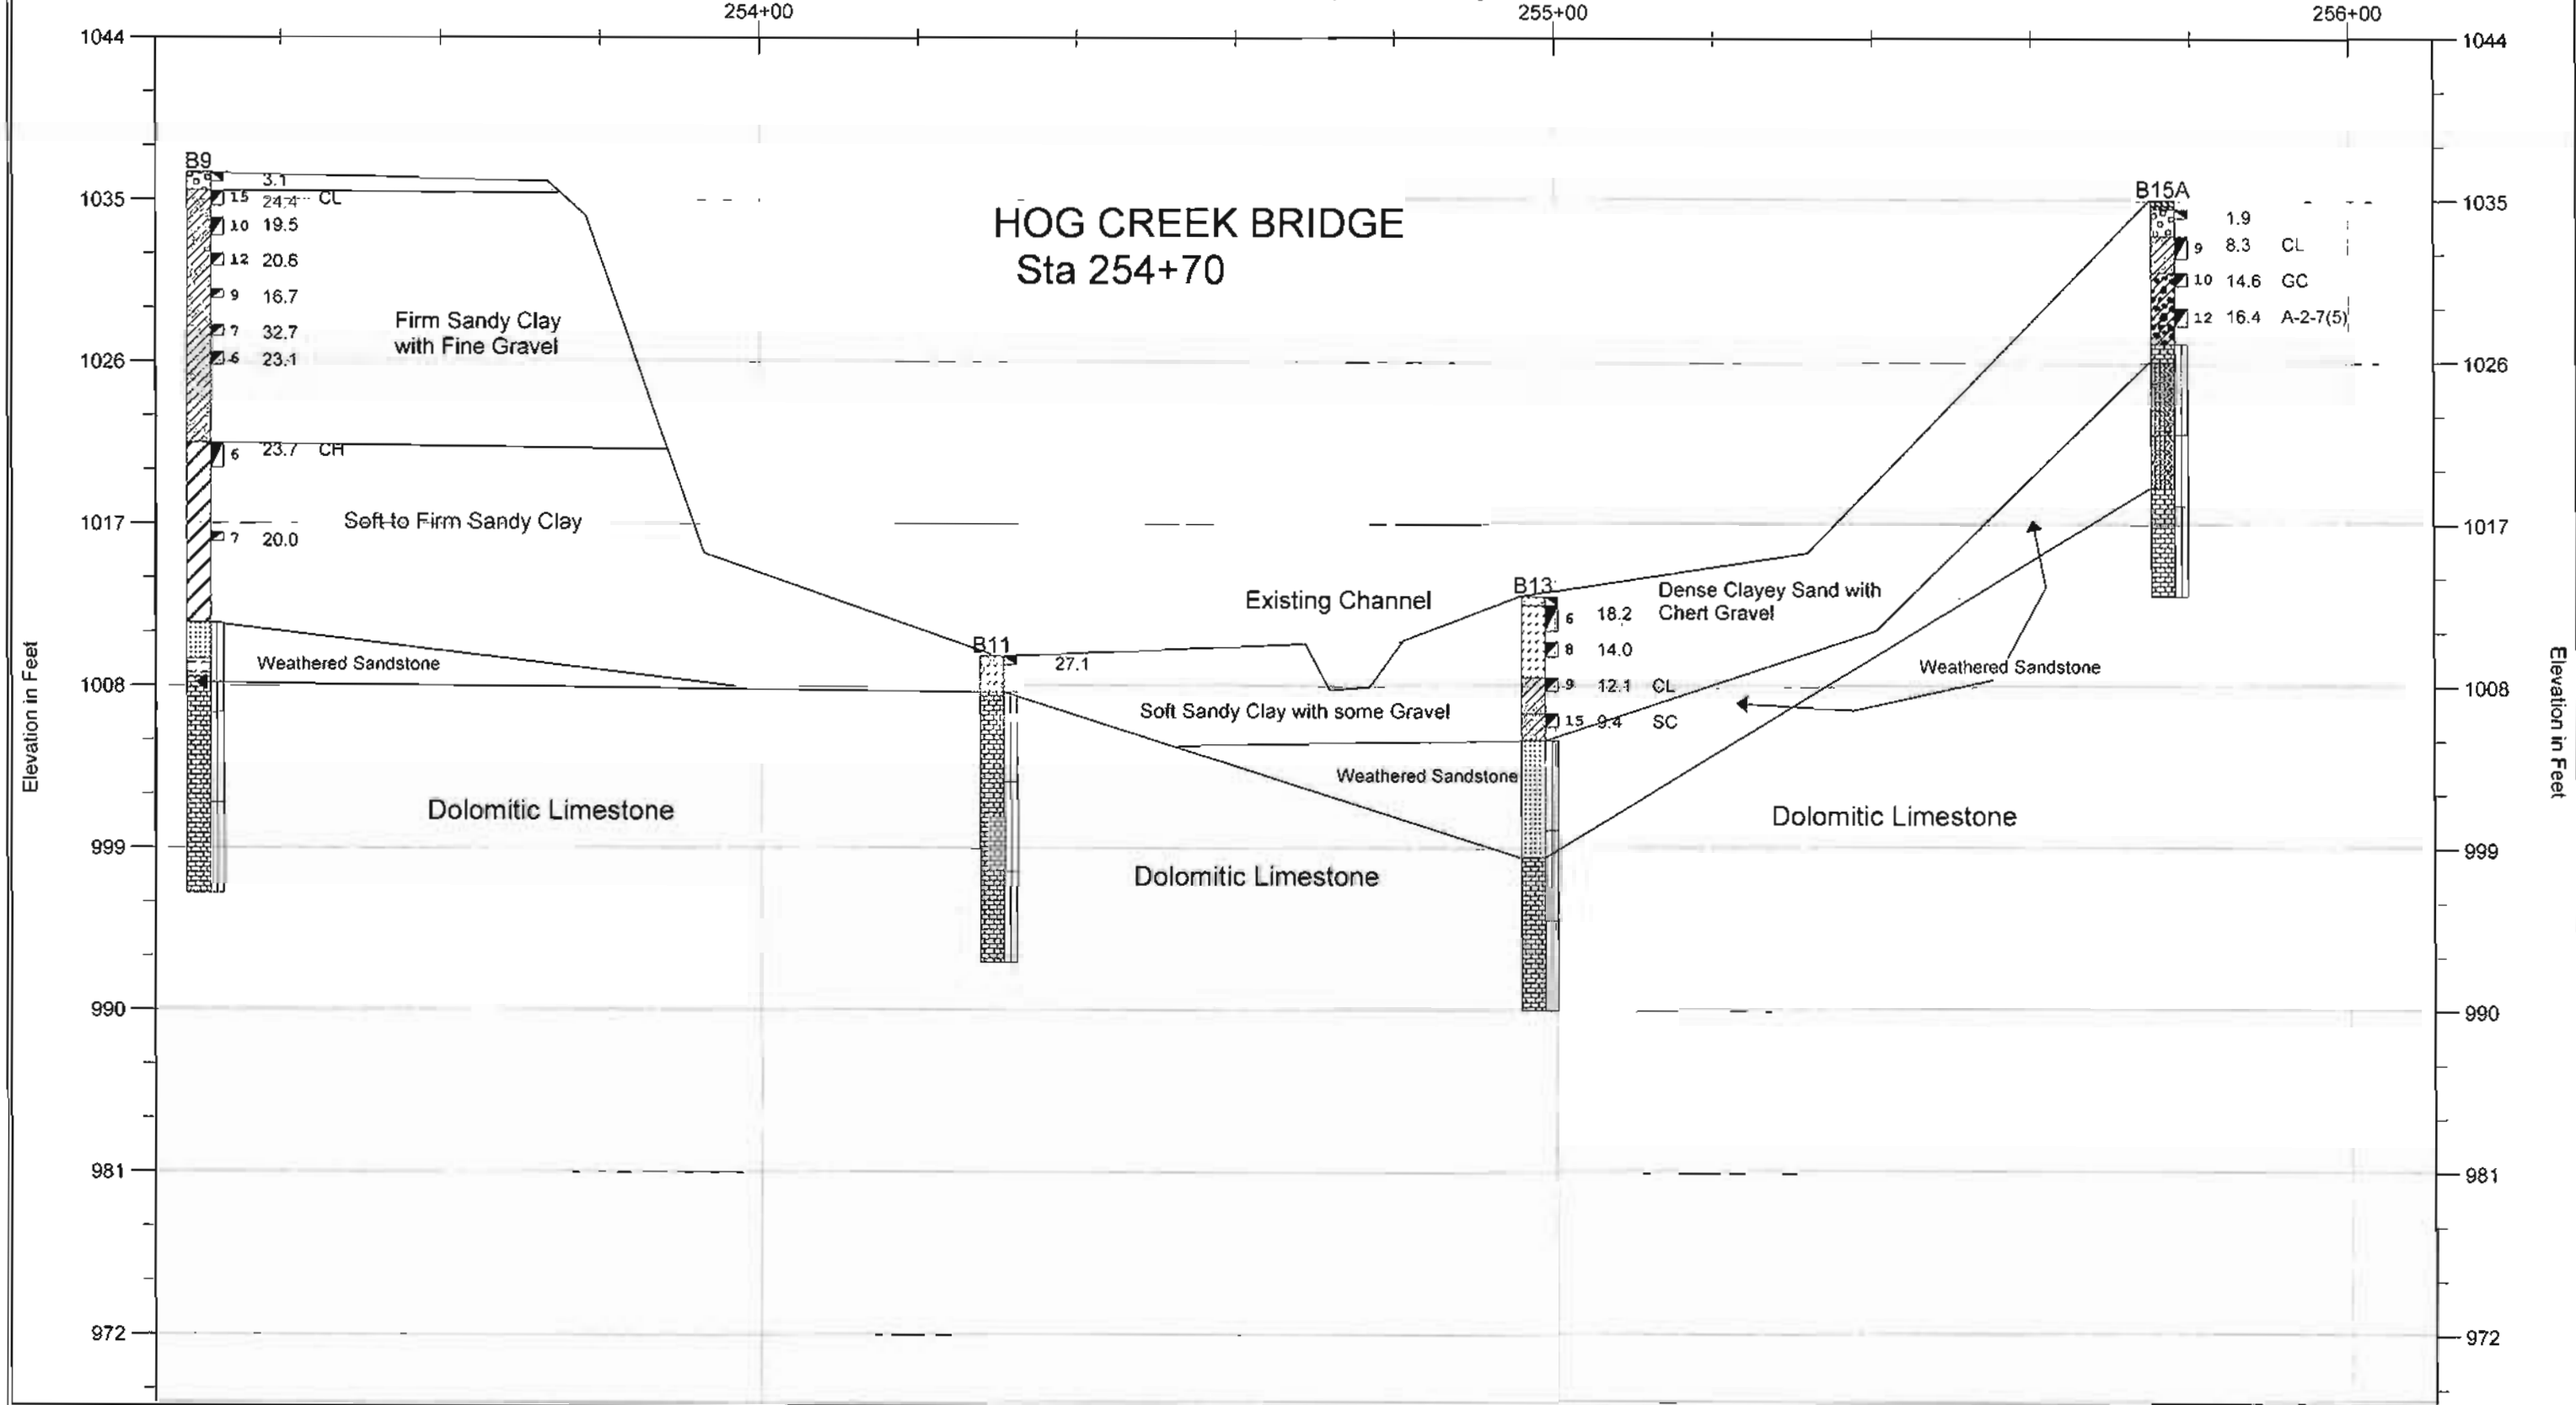 254+00
255+00
256+00
1044
1044
B9
3.1
15 24.4 CL
1035
10 19.5
12 20.6
9 16.7
7 32.7
6 23.1
1026
Firm Sandy Clay
with Fine Gravel
6 23.7 CH
1017
Soft to Firm Sandy Clay
7 20.0
HOG CREEK BRIDGE
Sta 254+70
B15A
1035
1.9
9 8.3 CL
10 14.6 GC
12 16.4 A-2-7(5)
1026
1017
Existing Channel
B13
Dense Clayey Sand with
Chert Gravel
6 18.2
8 14.0
9 12.1 CL
15 9.4 SC
B11
27.1
Weathered Sandstone
1008
Soft Sandy Clay with some Gravel
Weathered Sandstone
Weathered Sandstone
1008
Elevation in Feet
Elevation in Feet
Dolomitic Limestone
Dolomitic Limestone
Dolomitic Limestone
999
999
990
990
981
981
972
972